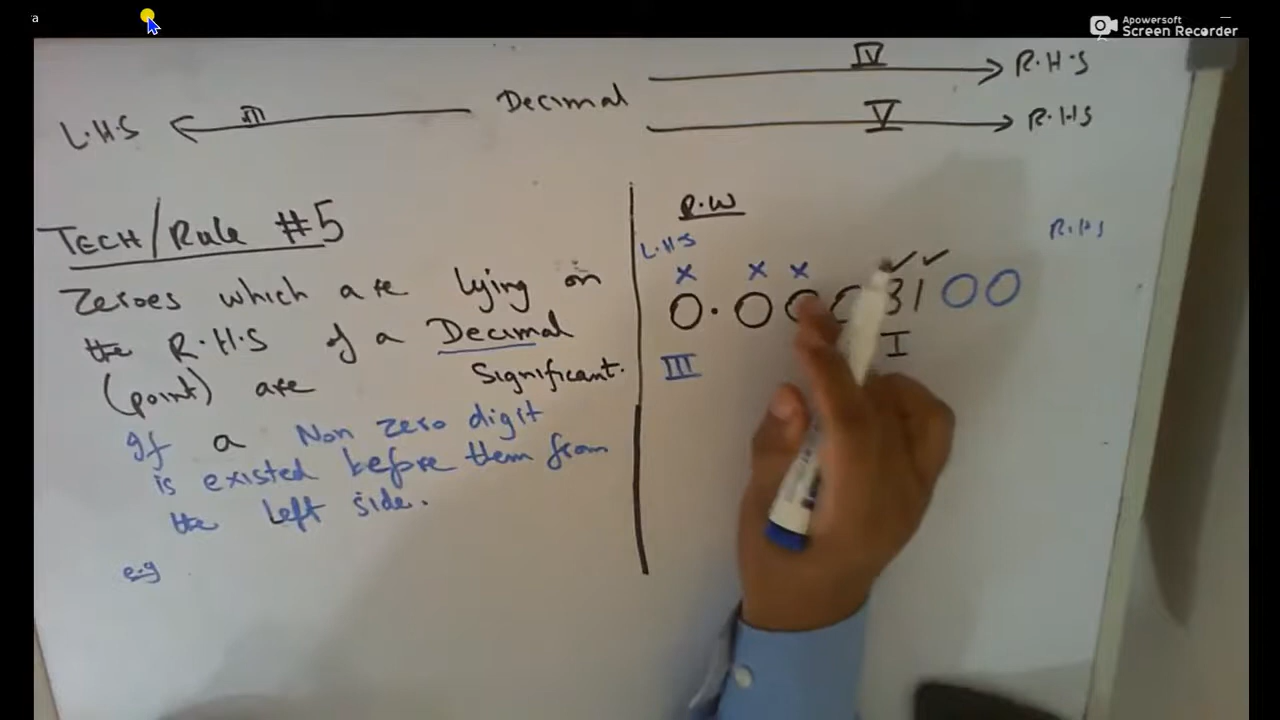 a
Apowersoft
Screen Recorder
L.H.S III Decimal IV R.H.S
V R.H.S
TECH/Rule #5
Zeroes which are lying on
the R.H.S of a Decimal
(point) are Significant.
If a Non zero digit
is existed before them from
the Left side.
e.g
R.W
L.H.S R.H.S
x x x ✓ ✓
0.00 3100
III I